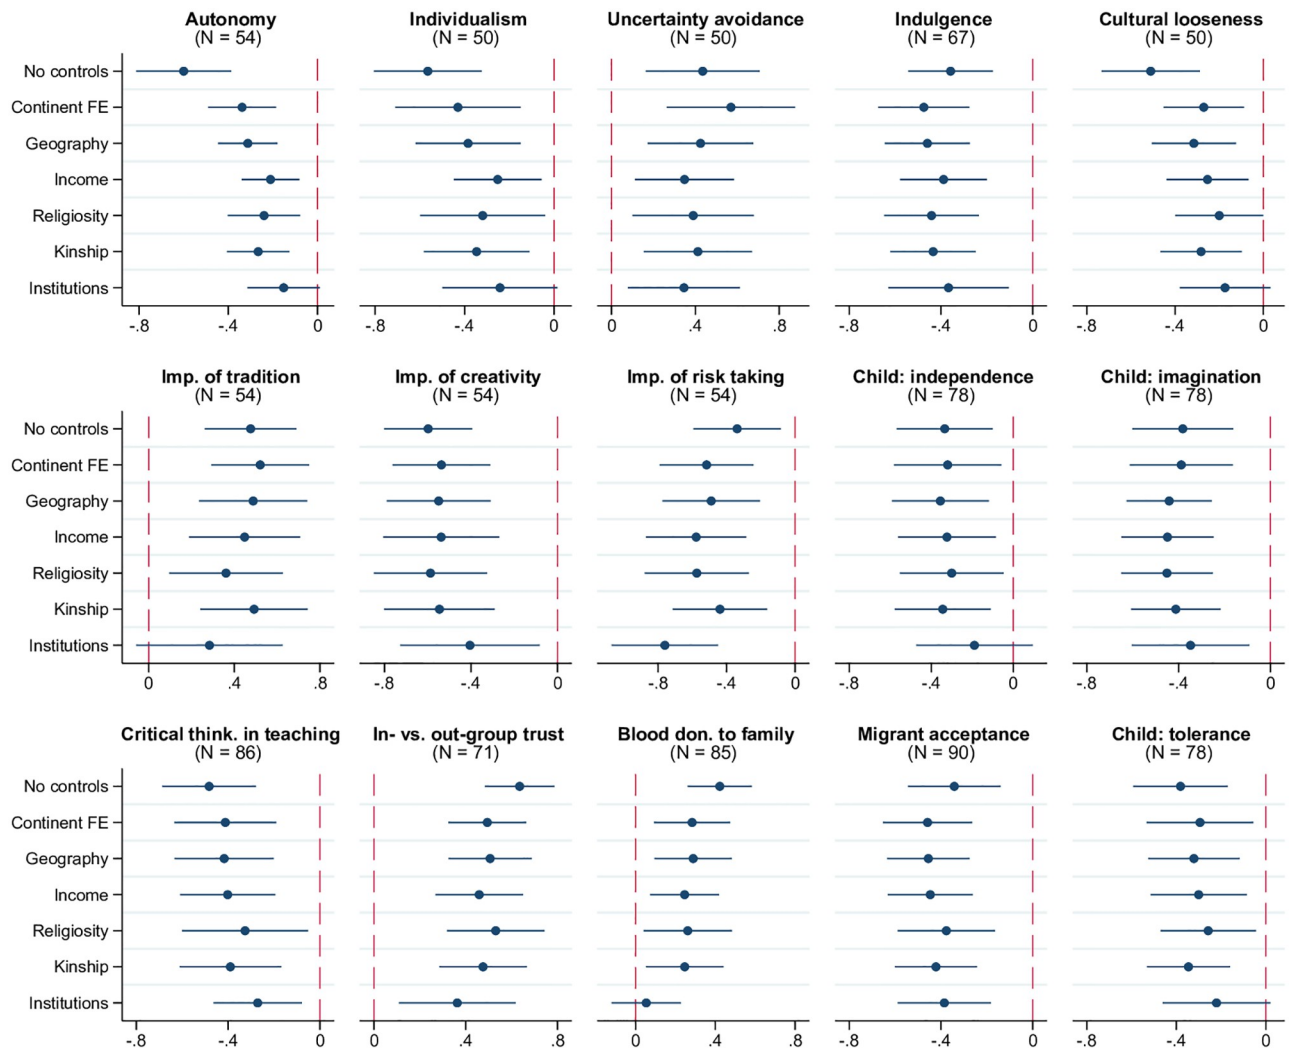 Autonomy Individualism Uncertainty avoidance Indulgence Cultural looseness
(N = 54) (N = 50) (N = 50) (N = 67) (N = 50)
No controls
Continent FE
Geography
Income
Religiosity
Kinship
Institutions
-.8 -.4 0 -.8 -.4 0 0 .4 .8 -.8 -.4 0 -.8 -.4 0
Imp. of tradition Imp. of creativity Imp. of risk taking Child: independence Child: imagination
(N = 54) (N = 54) (N = 54) (N = 78) (N = 78)
No controls
Continent FE
Geography
Income
Religiosity
Kinship
Institutions
0 .4 .8 -.8 -.4 0 -.8 -.4 0 -.8 -.4 0 -.8 -.4 0
Critical think. in teaching In- vs. out-group trust Blood don. to family Migrant acceptance Child: tolerance
(N = 86) (N = 71) (N = 85) (N = 90) (N = 78)
No controls
Continent FE
Geography
Income
Religiosity
Kinship
Institutions
-.8 -.4 0 0 .4 .8 0 .4 .8 -.8 -.4 0 -.8 -.4 0